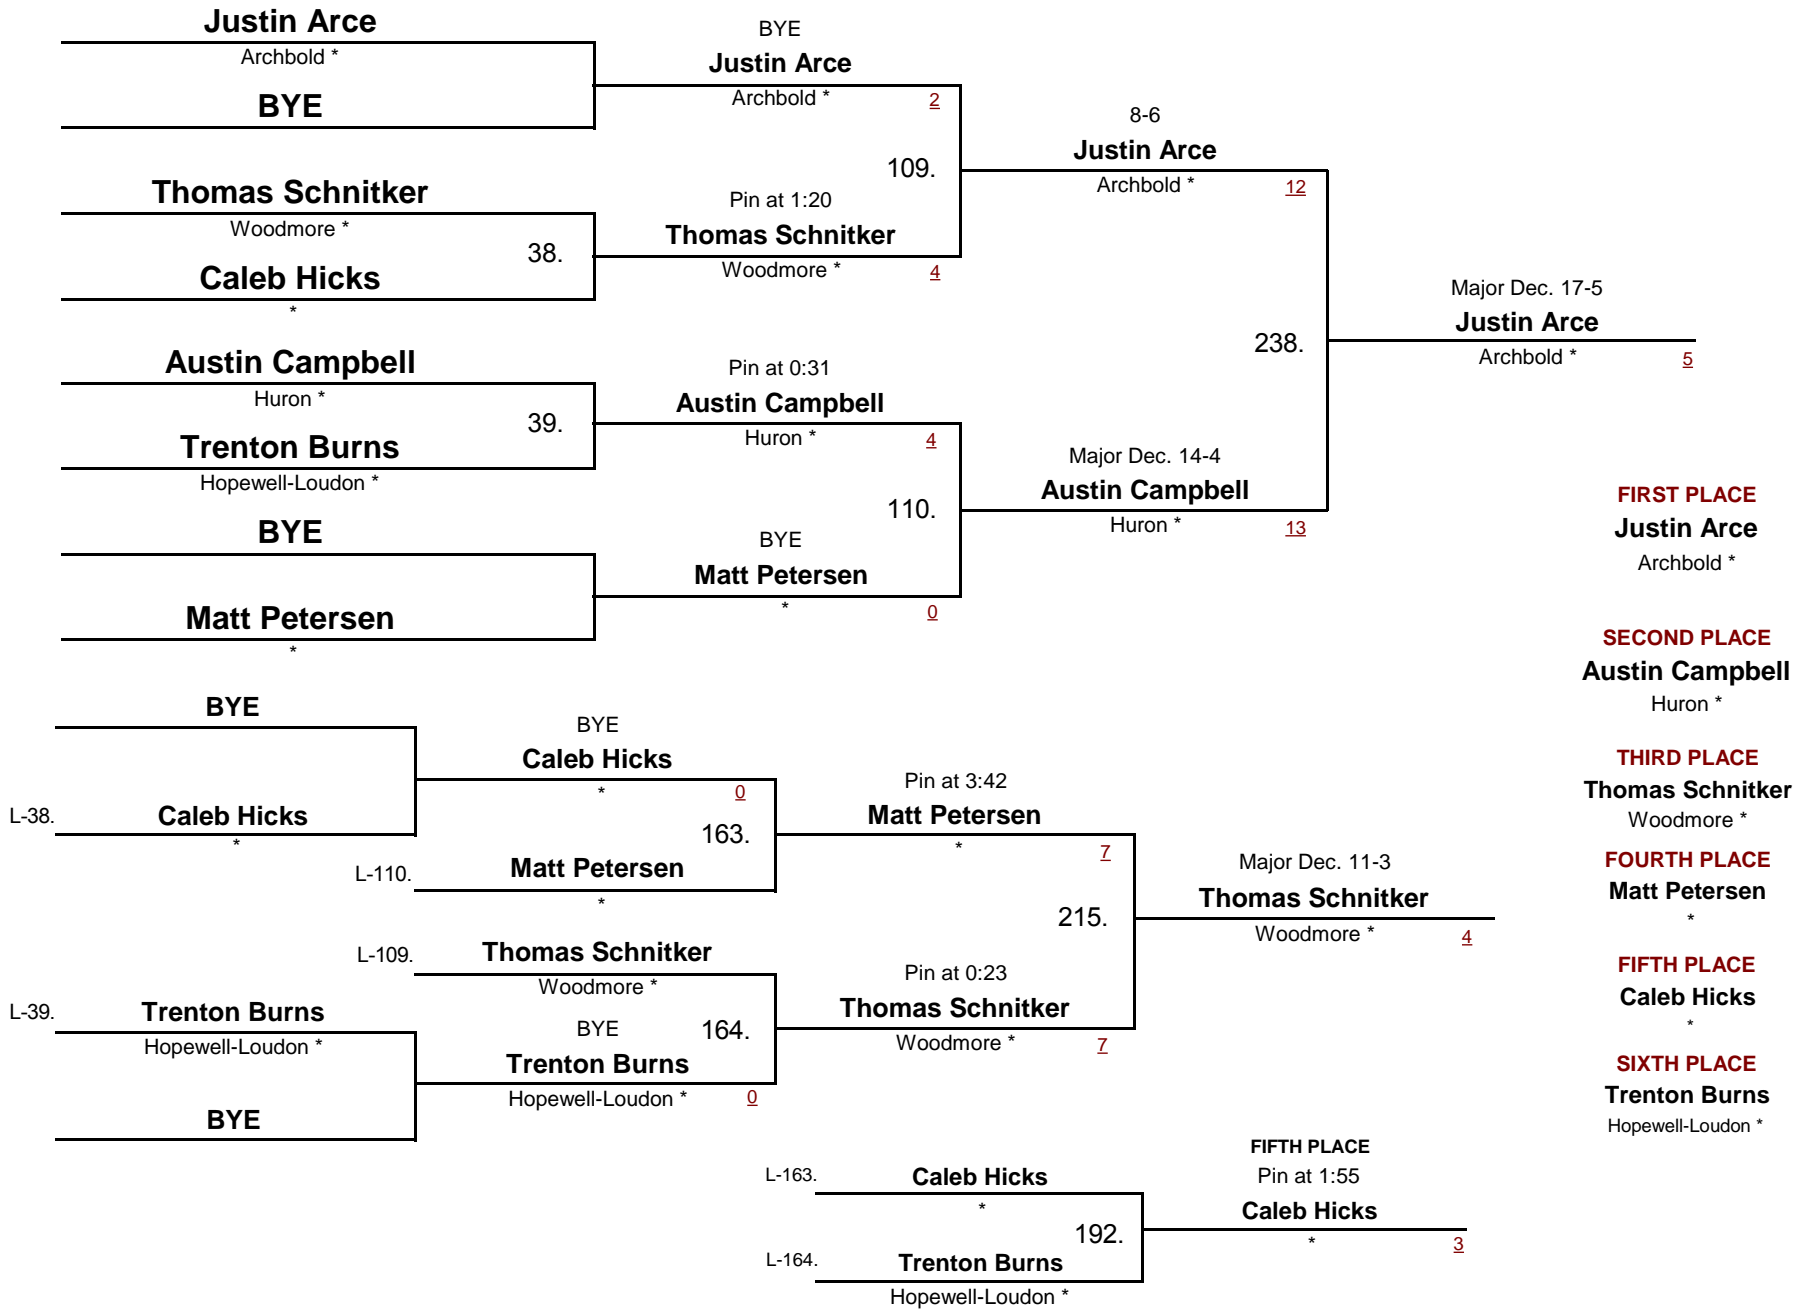 Justin Arce
Archbold *
BYE
Thomas Schnitker
Woodmore *
38.
Caleb Hicks
*
Austin Campbell
Huron *
39.
Trenton Burns
Hopewell-Loudon *
BYE
Matt Petersen
*
BYE
Justin Arce
Archbold *
2
109.
Pin at 1:20
Thomas Schnitker
Woodmore *
4
Pin at 0:31
Austin Campbell
Huron *
4
110.
BYE
Matt Petersen
*
0
8-6
Justin Arce
Archbold *
12
238.
Major Dec. 14-4
Austin Campbell
Huron *
13
Major Dec. 17-5
Justin Arce
Archbold *
5
BYE
L-38.
Caleb Hicks
*
L-39.
Trenton Burns
Hopewell-Loudon *
BYE
BYE
Caleb Hicks
*
0
163.
L-110.
Matt Petersen
*
L-109.
Thomas Schnitker
Woodmore *
BYE
164.
Trenton Burns
Hopewell-Loudon *
0
Pin at 3:42
Matt Petersen
*
7
215.
Pin at 0:23
Thomas Schnitker
Woodmore *
7
Major Dec. 11-3
Thomas Schnitker
Woodmore *
4
L-163.
Caleb Hicks
*
192.
L-164.
Trenton Burns
Hopewell-Loudon *
FIFTH PLACE
Pin at 1:55
Caleb Hicks
*
3
FIRST PLACE
Justin Arce
Archbold *
SECOND PLACE
Austin Campbell
Huron *
THIRD PLACE
Thomas Schnitker
Woodmore *
FOURTH PLACE
Matt Petersen
*
FIFTH PLACE
Caleb Hicks
*
SIXTH PLACE
Trenton Burns
Hopewell-Loudon *